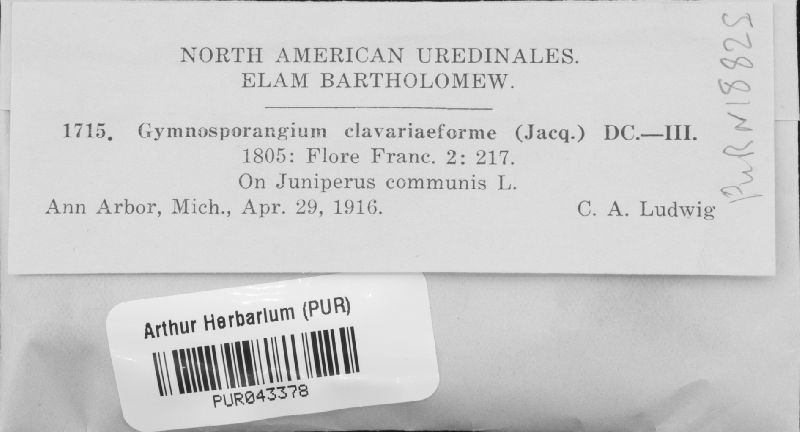 NORTH AMERICAN UREDINALES.
ELAM BARTHOLOMEW.
1715. Gymnosporangium clavariaeforme (Jacq.) DC.—III.
1805: Flore Franc. 2: 217.
On Juniperus communis L.
Ann Arbor, Mich., Apr. 29, 1916. C. A. Ludwig
PUR N18825
Arthur Herbarium (PUR)
PUR043378